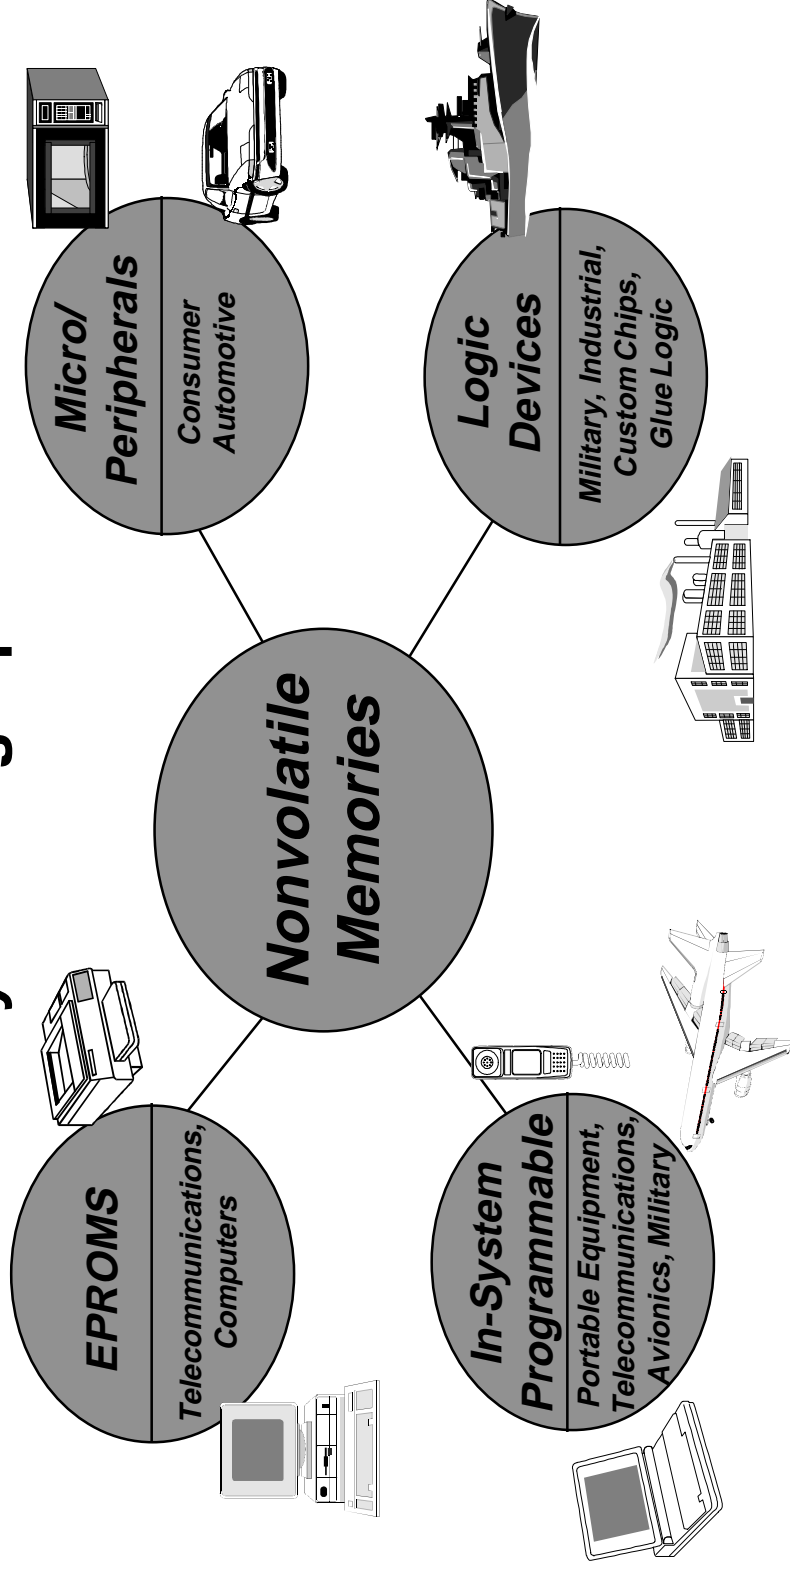 EPROMS
Telecommunications,
Computers
Nonvolatile
Memories
Micro/
Peripherals
Consumer
Automotive
In-System
Programmable
Portable Equipment,
Telecommunications,
Avionics, Military
Logic
Devices
Military, Industrial,
Custom Chips,
Glue Logic